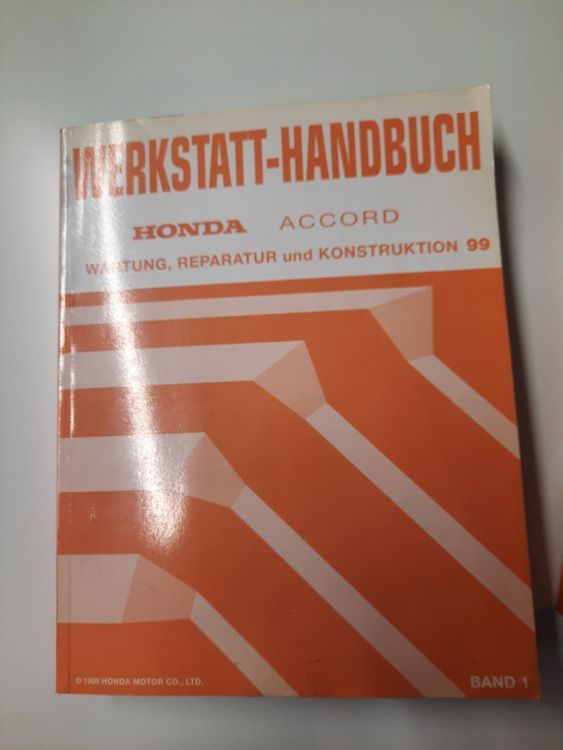 WERKSTATT-HANDBUCH
HONDA ACCORD
WARTUNG, REPARATUR und KONSTRUKTION 99
© 1998 HONDA MOTOR CO., LTD.
BAND 1